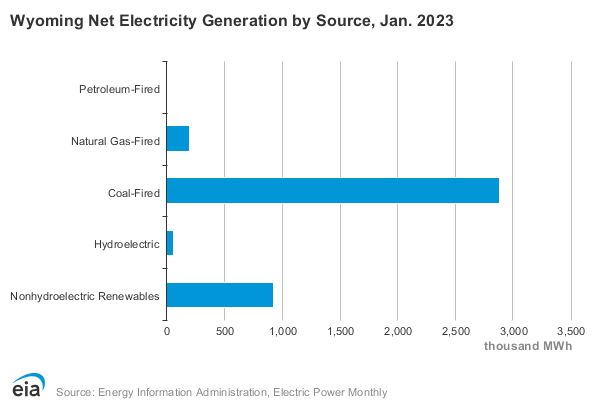 Wyoming Net Electricity Generation by Source, Jan. 2023
Petroleum-Fired
Natural Gas-Fired
Coal-Fired
Hydroelectric
Nonhydroelectric Renewables
0 500 1,000 1,500 2,000 2,500 3,000 3,500
thousand MWh
eia
Source: Energy Information Administration, Electric Power Monthly